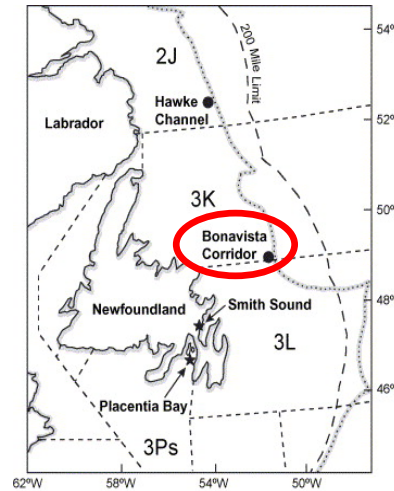 54°
2J
200 Mile Limit
Hawke
Channel
Labrador
52°
3K
50°
Bonavista
Corridor
48°
Newfoundland
Smith Sound
3L
46°
Placentia Bay
3Ps
62°W
58°W
54°W
50°W